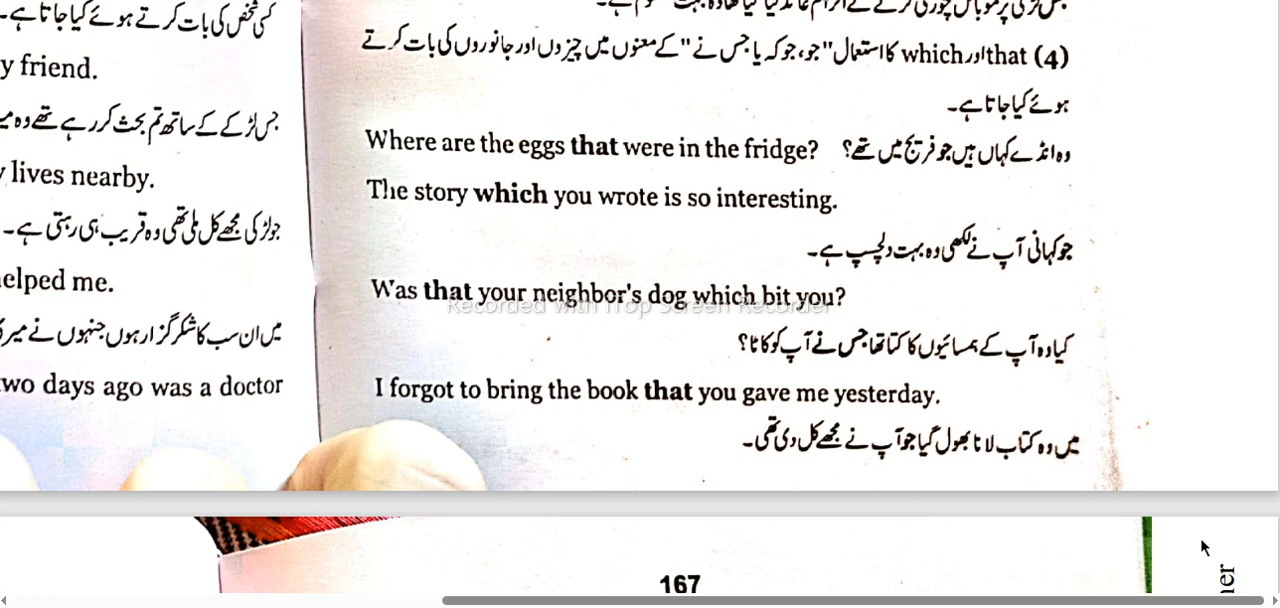 کسی شخص کی بات کرتے ہوئے کیا جاتا ہے۔
y friend.
جس لڑکے کے ساتھ تم بحث کر رہے تھے وہ
lives nearby.
جو لڑکی مجھے کل ملی تھی وہ قریب ہی رہتی ہے۔
elped me.
میں ان سب کا شکر گزار ہوں جنہوں نے
two days ago was a doctor
(4) that اور which کا استعمال "جو، جو کہ یا جس نے" کے معنوں میں چیزوں اور جانوروں کی بات کرتے
ہوئے کیا جاتا ہے۔
Where are the eggs that were in the fridge? وہ انڈے کہاں ہیں جو فریج میں تھے؟
The story which you wrote is so interesting.
جو کہانی آپ نے لکھی وہ بہت دلچسپ ہے۔
Was that your neighbor's dog which bit you?
Recorded with iTop Screen Recorder
کیا وہ آپ کے ہمسائیوں کا کتا تھا جس نے آپ کو کاٹا؟
I forgot to bring the book that you gave me yesterday.
میں وہ کتاب لانا بھول گیا جو آپ نے مجھے کل دی تھی۔
167